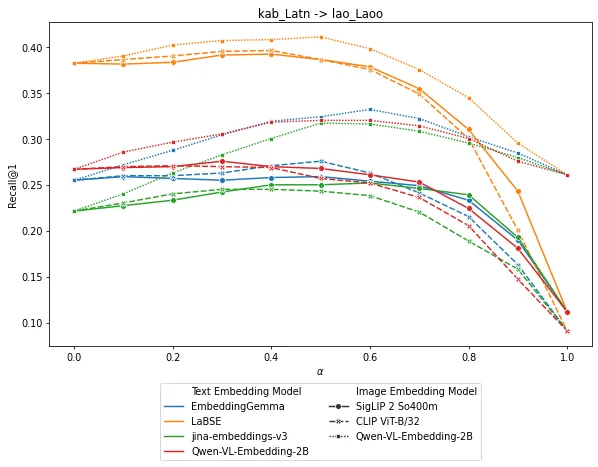 kab_Latn -> lao_Laoo
Recall@1
0.40
0.35
0.30
0.25
0.20
0.15
0.10
0.0 0.2 0.4 0.6 0.8 1.0
α
Text Embedding Model Image Embedding Model
EmbeddingGemma SigLIP 2 So400m
LaBSE CLIP ViT-B/32
jina-embeddings-v3 Qwen-VL-Embedding-2B
Qwen-VL-Embedding-2B